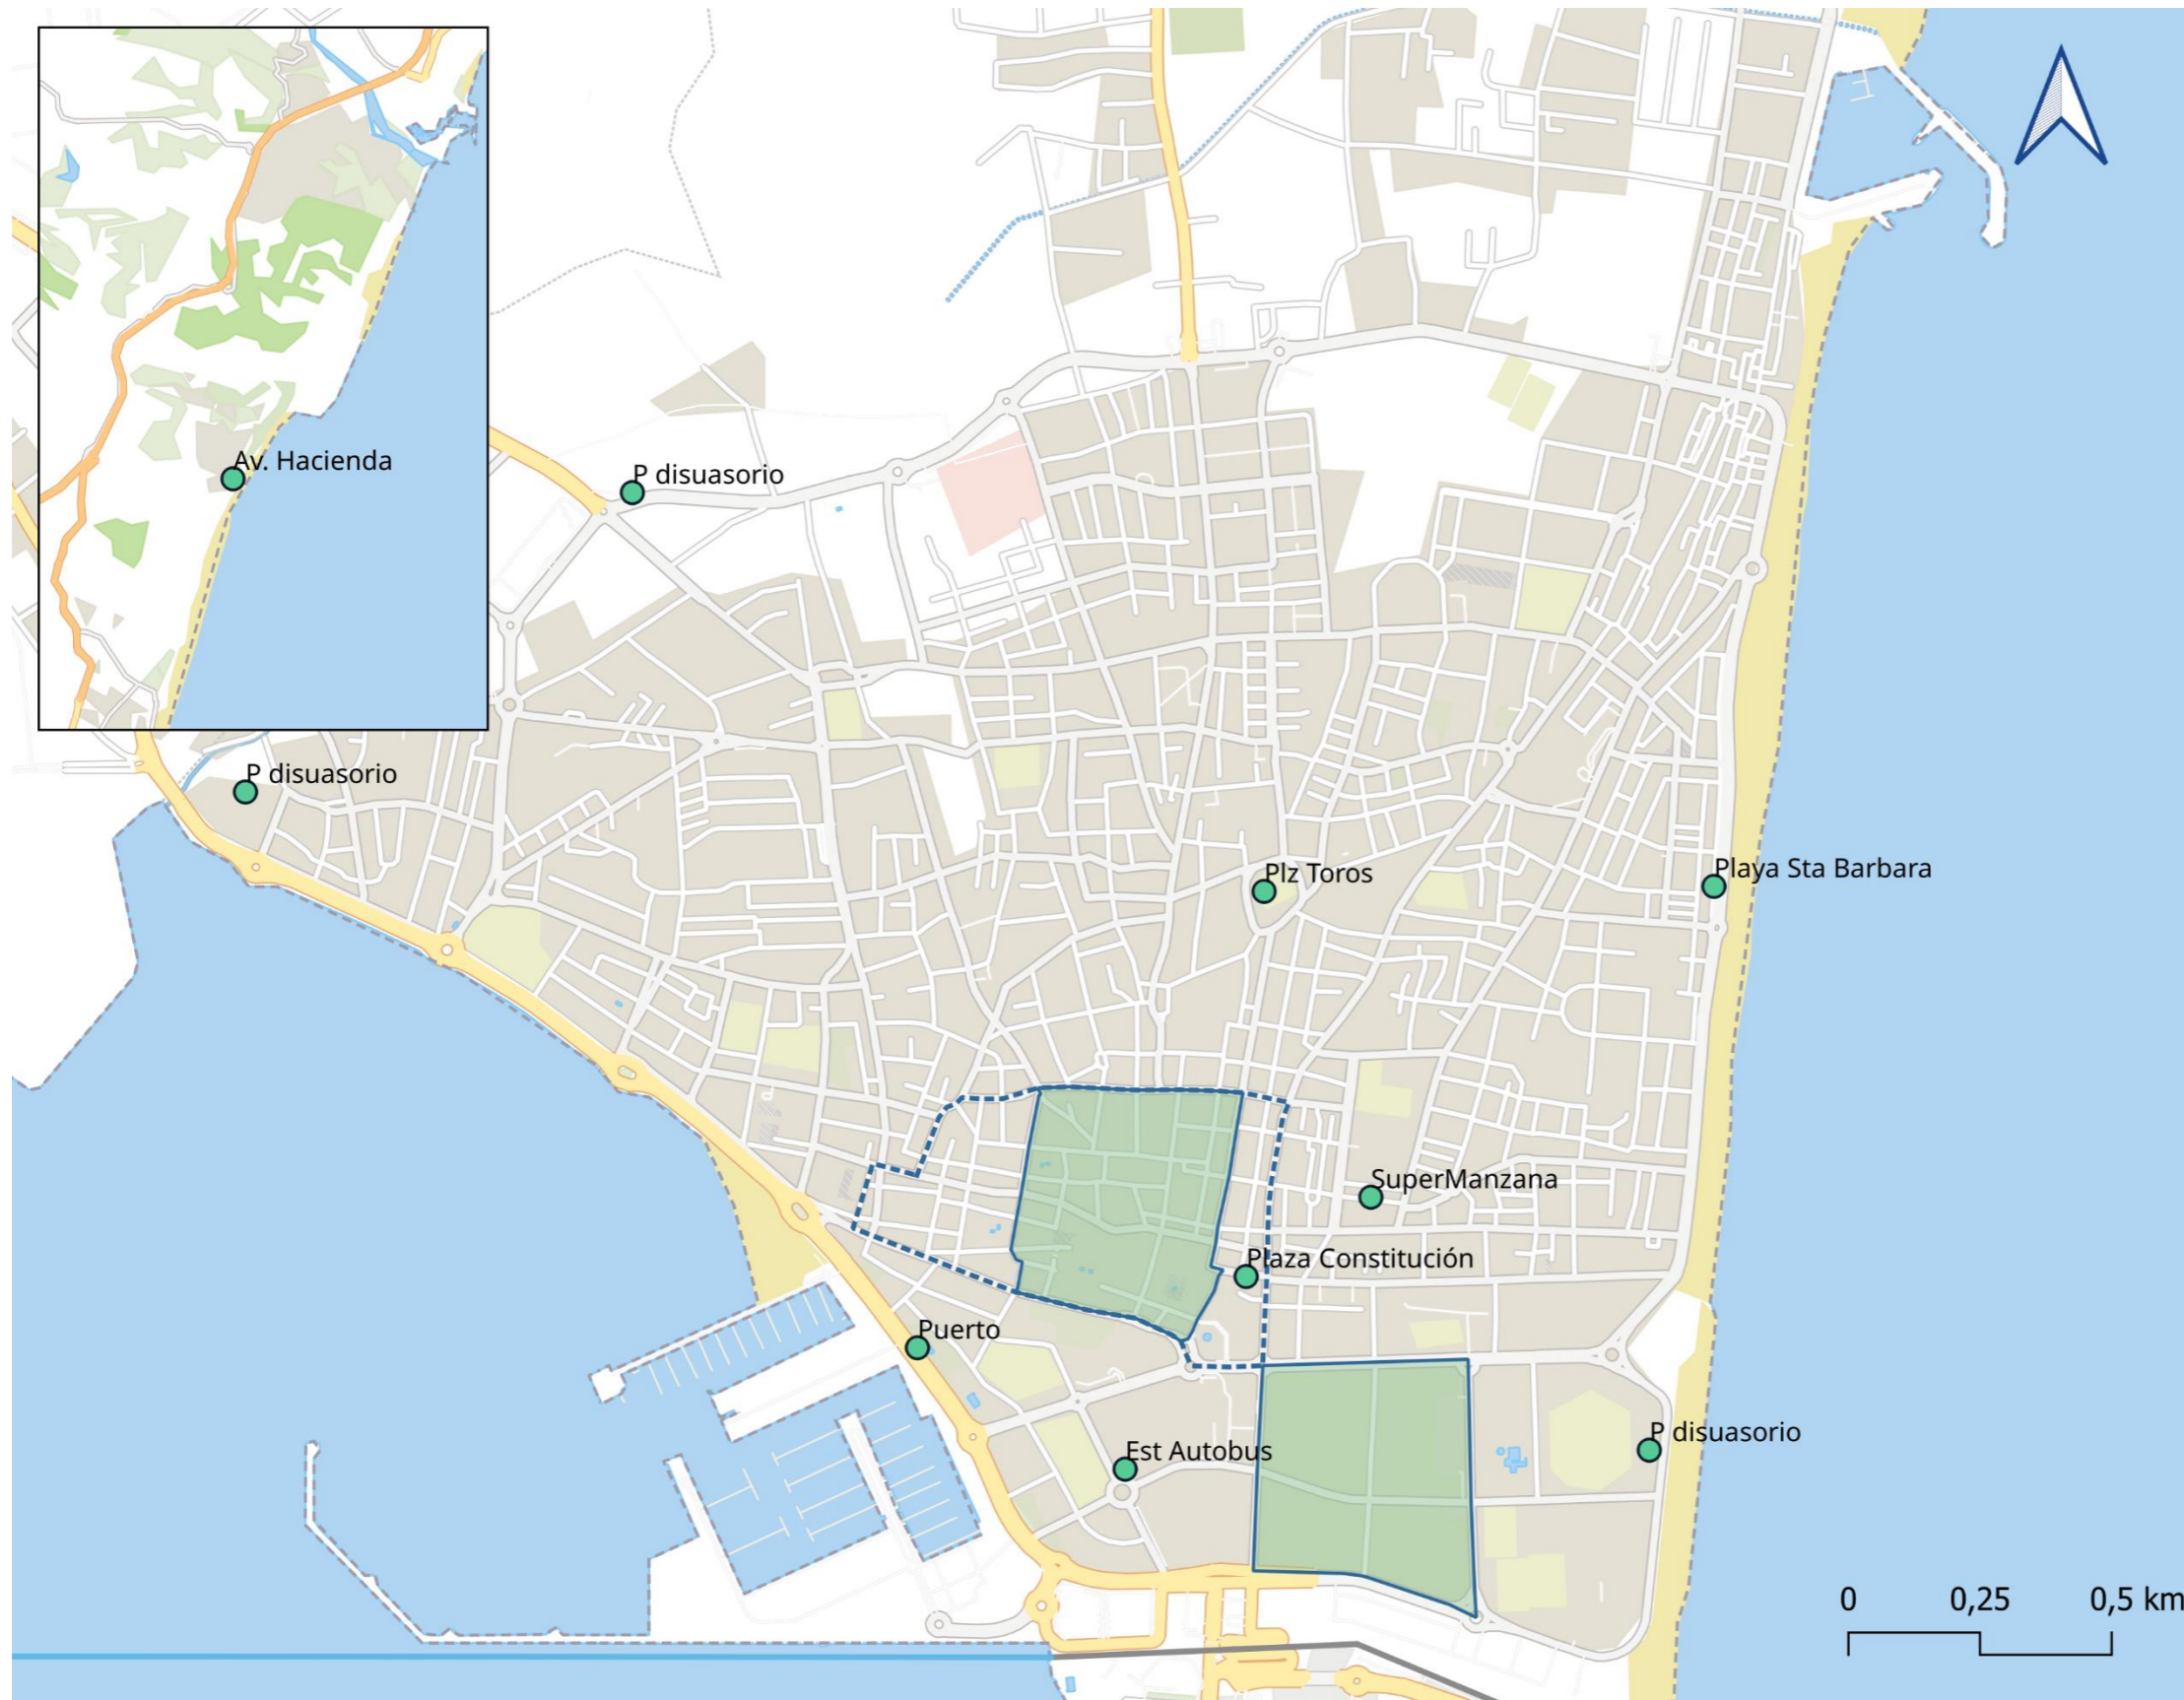 Av. Hacienda
P disuasorio
P disuasorio
Playa Sta Barbara
Plz Toros
SuperManzana
Plaza Constitución
Puerto
P disuasorio
Est Autobus
0 0,25 0,5 km